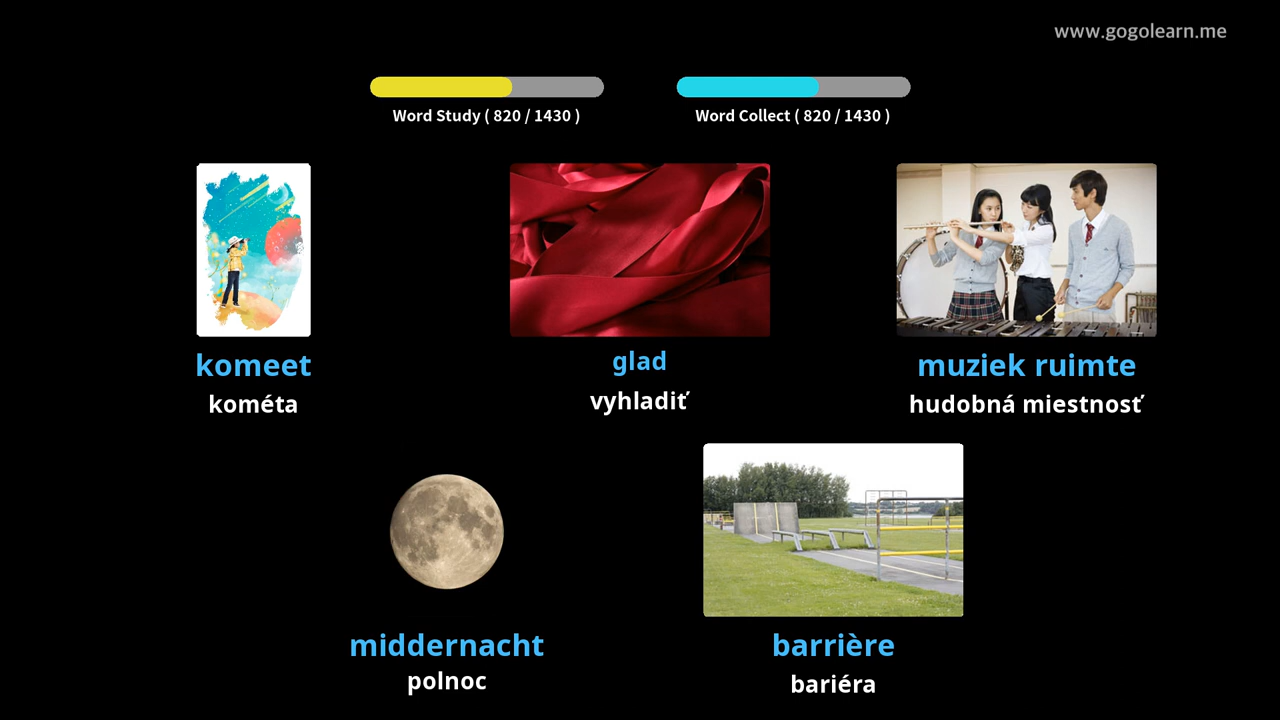 www.gogolearn.me
Word Study ( 820 / 1430 )
Word Collect ( 820 / 1430 )
komeet
kométa
glad
vyhladiť
muziek ruimte
hudobná miestnosť
middernacht
polnoc
barrière
bariéra